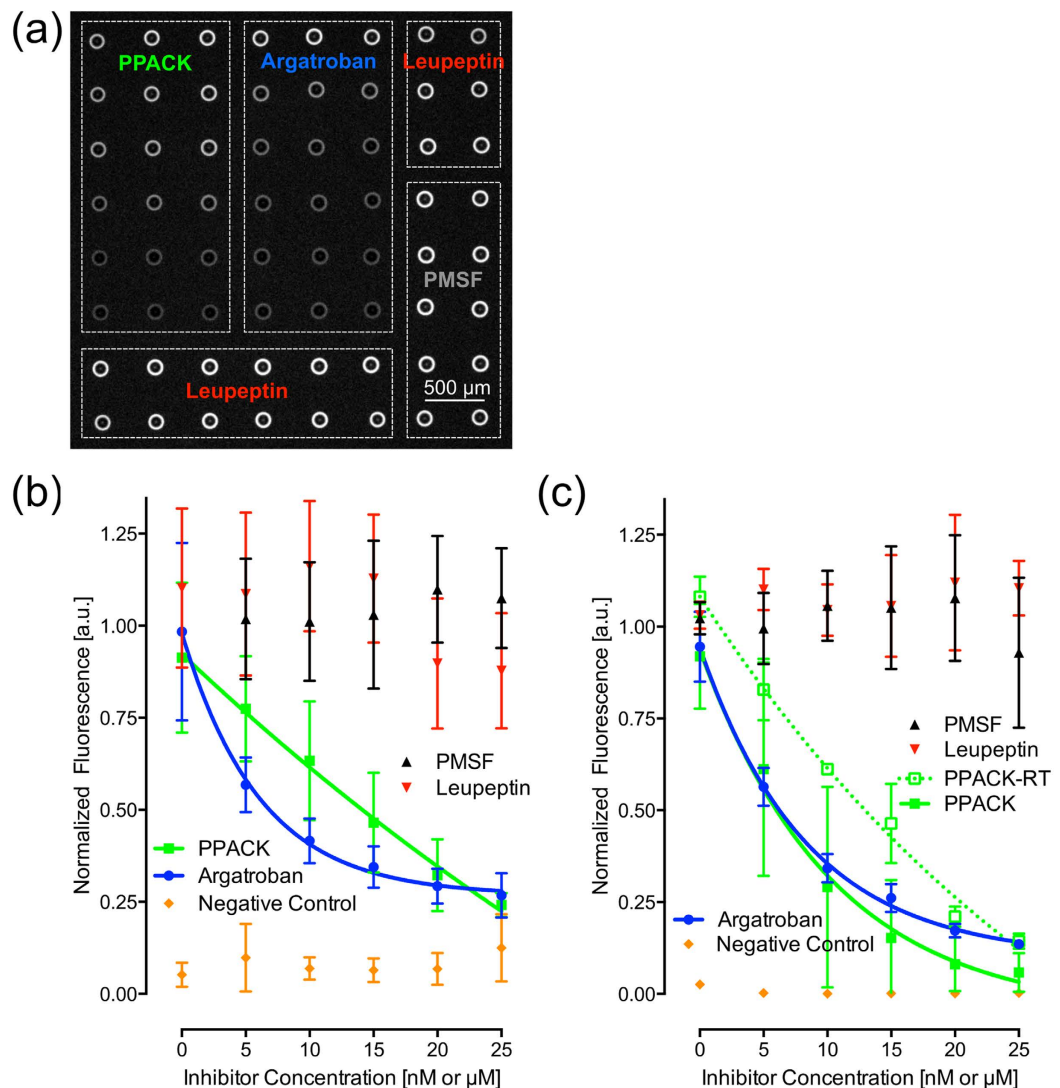 (a)
PPACK
Argatroban
Leupeptin
PMSF
500 μm
Leupeptin
(b)
Normalized Fluorescence [a.u.]
1.25
1.00
0.75
0.50
0.25
0.00
PMSF
Leupeptin
PPACK
Argatroban
Negative Control
0 5 10 15 20 25
Inhibitor Concentration [nM or μM]
(c)
Normalized Fluorescence [a.u.]
1.25
1.00
0.75
0.50
0.25
0.00
PMSF
Leupeptin
PPACK-RT
PPACK
Argatroban
Negative Control
0 5 10 15 20 25
Inhibitor Concentration [nM or μM]